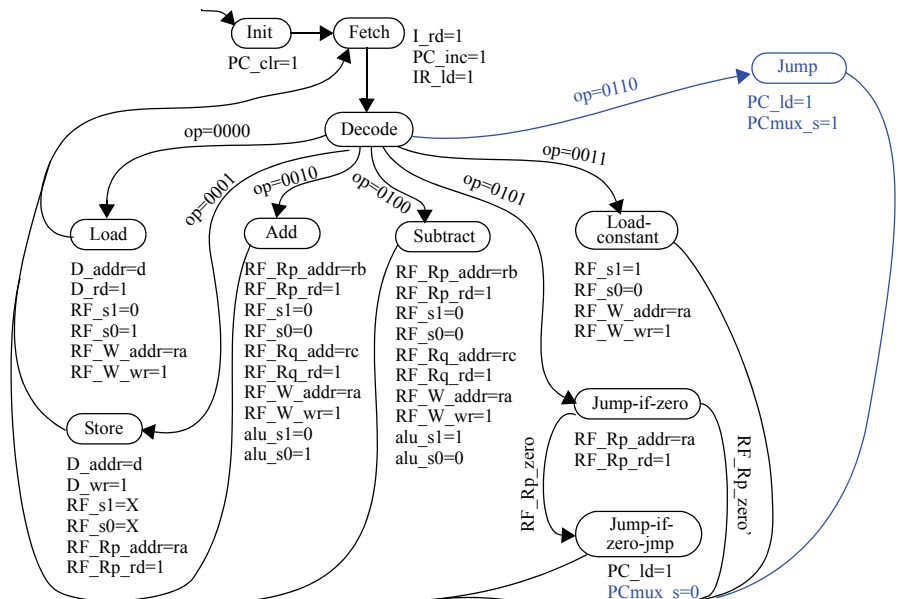 Init
PC_clr=1
Fetch
I_rd=1
PC_inc=1
IR_ld=1
Jump
PC_ld=1
PCmux_s=1
op=0110
Decode
op=0000
op=0001
op=0010
op=0100
op=0101
op=0011
Load
D_addr=d
D_rd=1
RF_s1=0
RF_s0=1
RF_W_addr=ra
RF_W_wr=1
Add
RF_Rp_addr=rb
RF_Rp_rd=1
RF_s1=0
RF_s0=0
RF_Rq_add=rc
RF_Rq_rd=1
RF_W_addr=ra
RF_W_wr=1
alu_s1=0
alu_s0=1
Subtract
RF_Rp_addr=rb
RF_Rp_rd=1
RF_s1=0
RF_s0=0
RF_Rq_addr=rc
RF_Rq_rd=1
RF_W_addr=ra
RF_W_wr=1
alu_s1=1
alu_s0=0
Load-
constant
RF_s1=1
RF_s0=0
RF_W_addr=ra
RF_W_wr=1
Store
D_addr=d
D_wr=1
RF_s1=X
RF_s0=X
RF_Rp_addr=ra
RF_Rp_rd=1
Jump-if-zero
RF_Rp_addr=ra
RF_Rp_rd=1
RF_Rp_zero
RF_Rp_zero’
Jump-if-
zero-jmp
PC_ld=1
PCmux_s=0